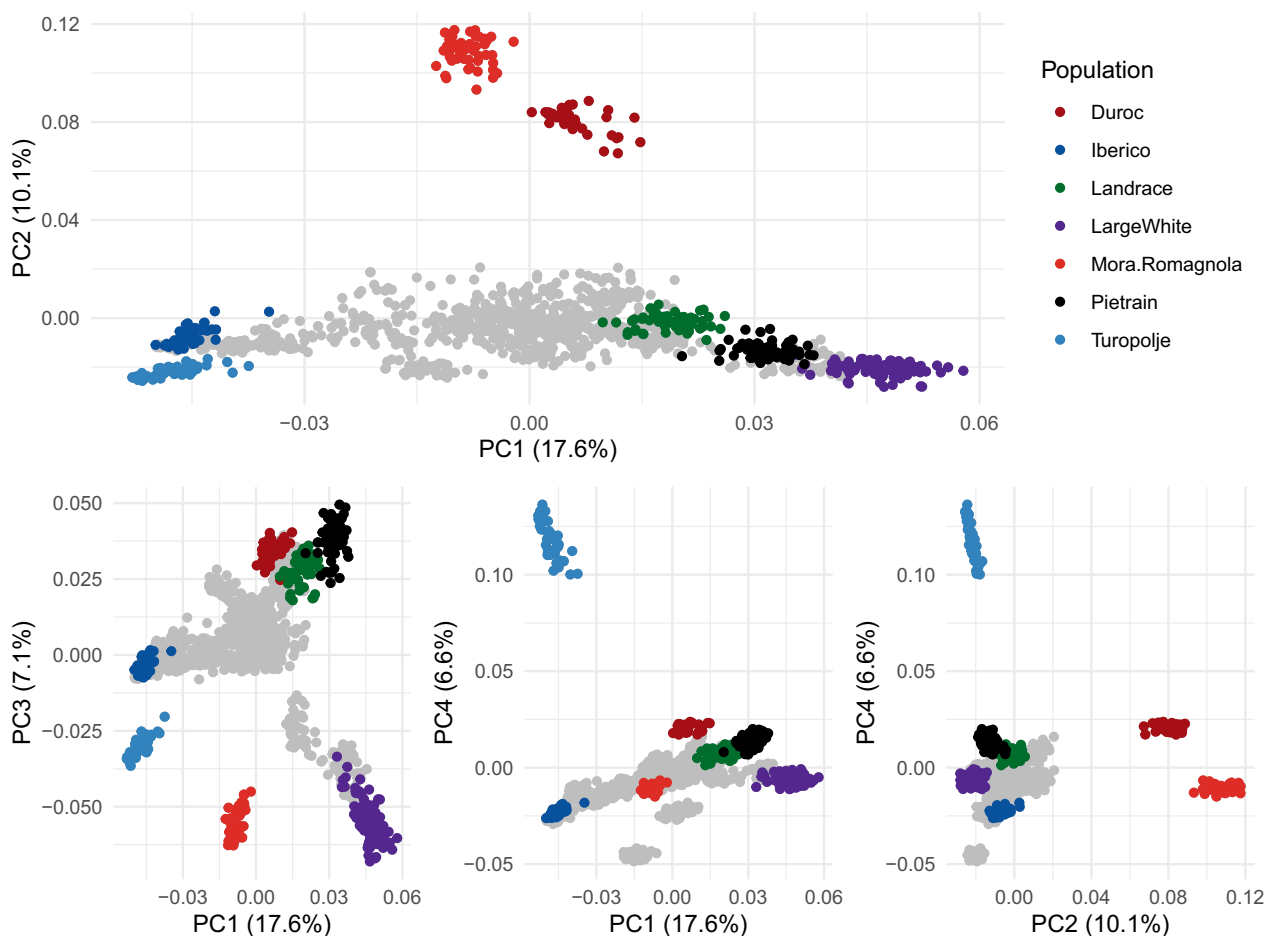 0.12
0.08
0.04
0.00
PC2 (10.1%)
−0.03
0.00
0.03
0.06
PC1 (17.6%)
Population
Duroc
Iberico
Landrace
LargeWhite
Mora.Romagnola
Pietrain
Turopolje
0.050
0.025
0.000
−0.025
−0.050
PC3 (7.1%)
−0.03
0.00
0.03
0.06
PC1 (17.6%)
0.10
0.05
0.00
−0.05
PC4 (6.6%)
−0.03
0.00
0.03
0.06
PC1 (17.6%)
0.10
0.05
0.00
−0.05
PC4 (6.6%)
0.00
0.04
0.08
0.12
PC2 (10.1%)